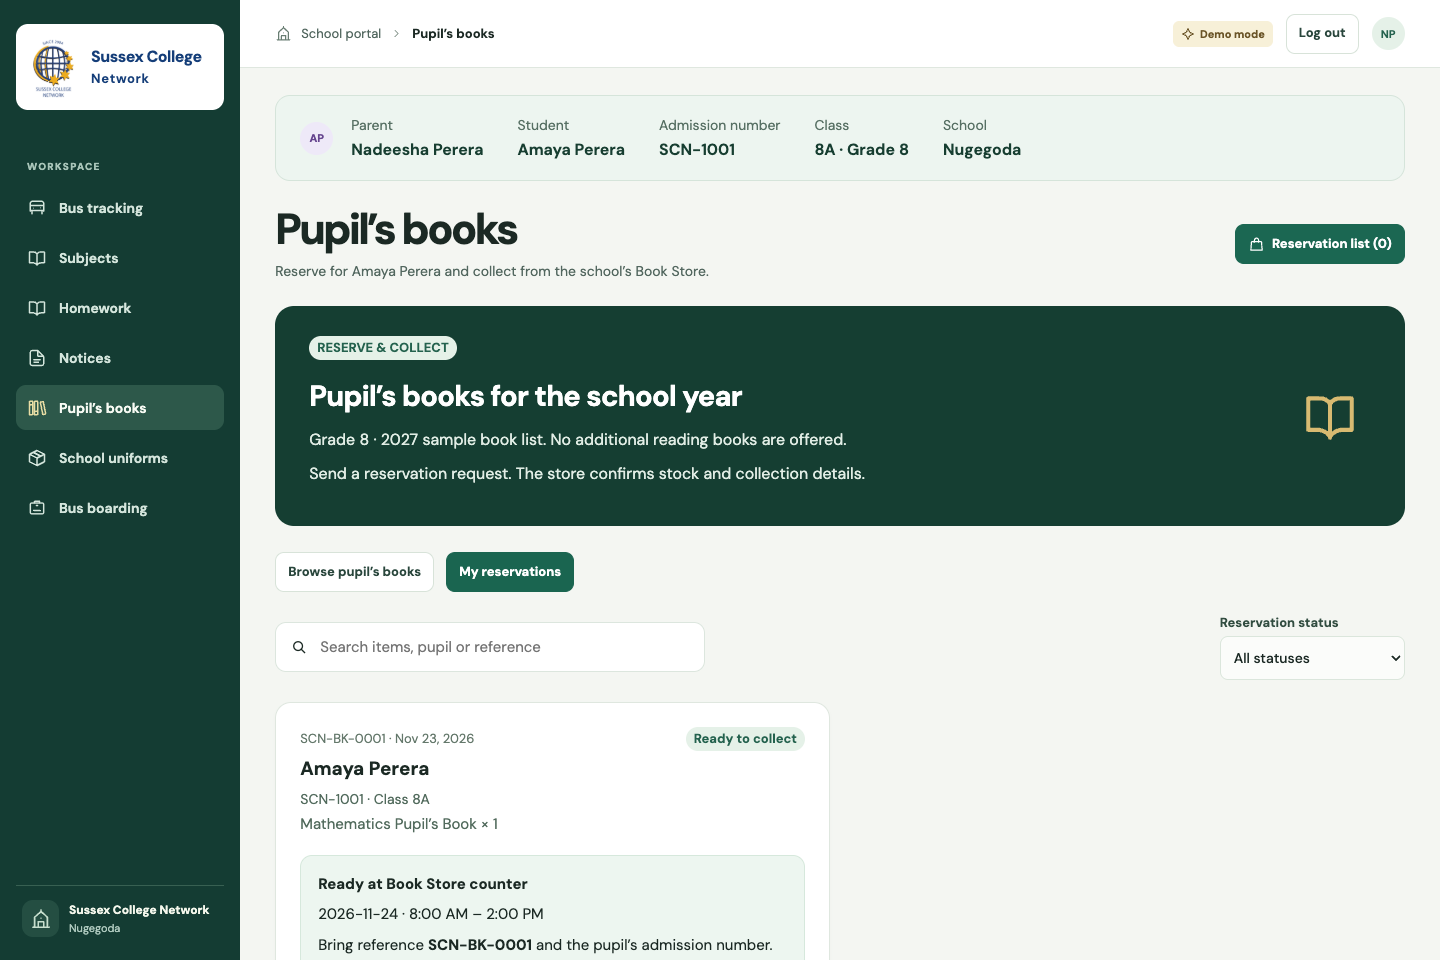 SINCE 1984
SUSSEX COLLEGE
NETWORK
Sussex College
Network
WORKSPACE
Bus tracking
Subjects
Homework
Notices
Pupil's books
School uniforms
Bus boarding
Sussex College Network
Nugegoda
School portal
Pupil's books
Demo mode
Log out
NP
AP
Parent
Nadeesha Perera
Student
Amaya Perera
Admission number
SCN-1001
Class
8A · Grade 8
School
Nugegoda
Pupil's books
Reserve for Amaya Perera and collect from the school's Book Store.
Reservation list (0)
RESERVE & COLLECT
Pupil's books for the school year
Grade 8 · 2027 sample book list. No additional reading books are offered.
Send a reservation request. The store confirms stock and collection details.
Browse pupil's books
My reservations
Search items, pupil or reference
Reservation status
All statuses
SCN-BK-0001 · Nov 23, 2026
Ready to collect
Amaya Perera
SCN-1001 · Class 8A
Mathematics Pupil's Book × 1
Ready at Book Store counter
2026-11-24 · 8:00 AM – 2:00 PM
Bring reference SCN-BK-0001 and the pupil's admission number.